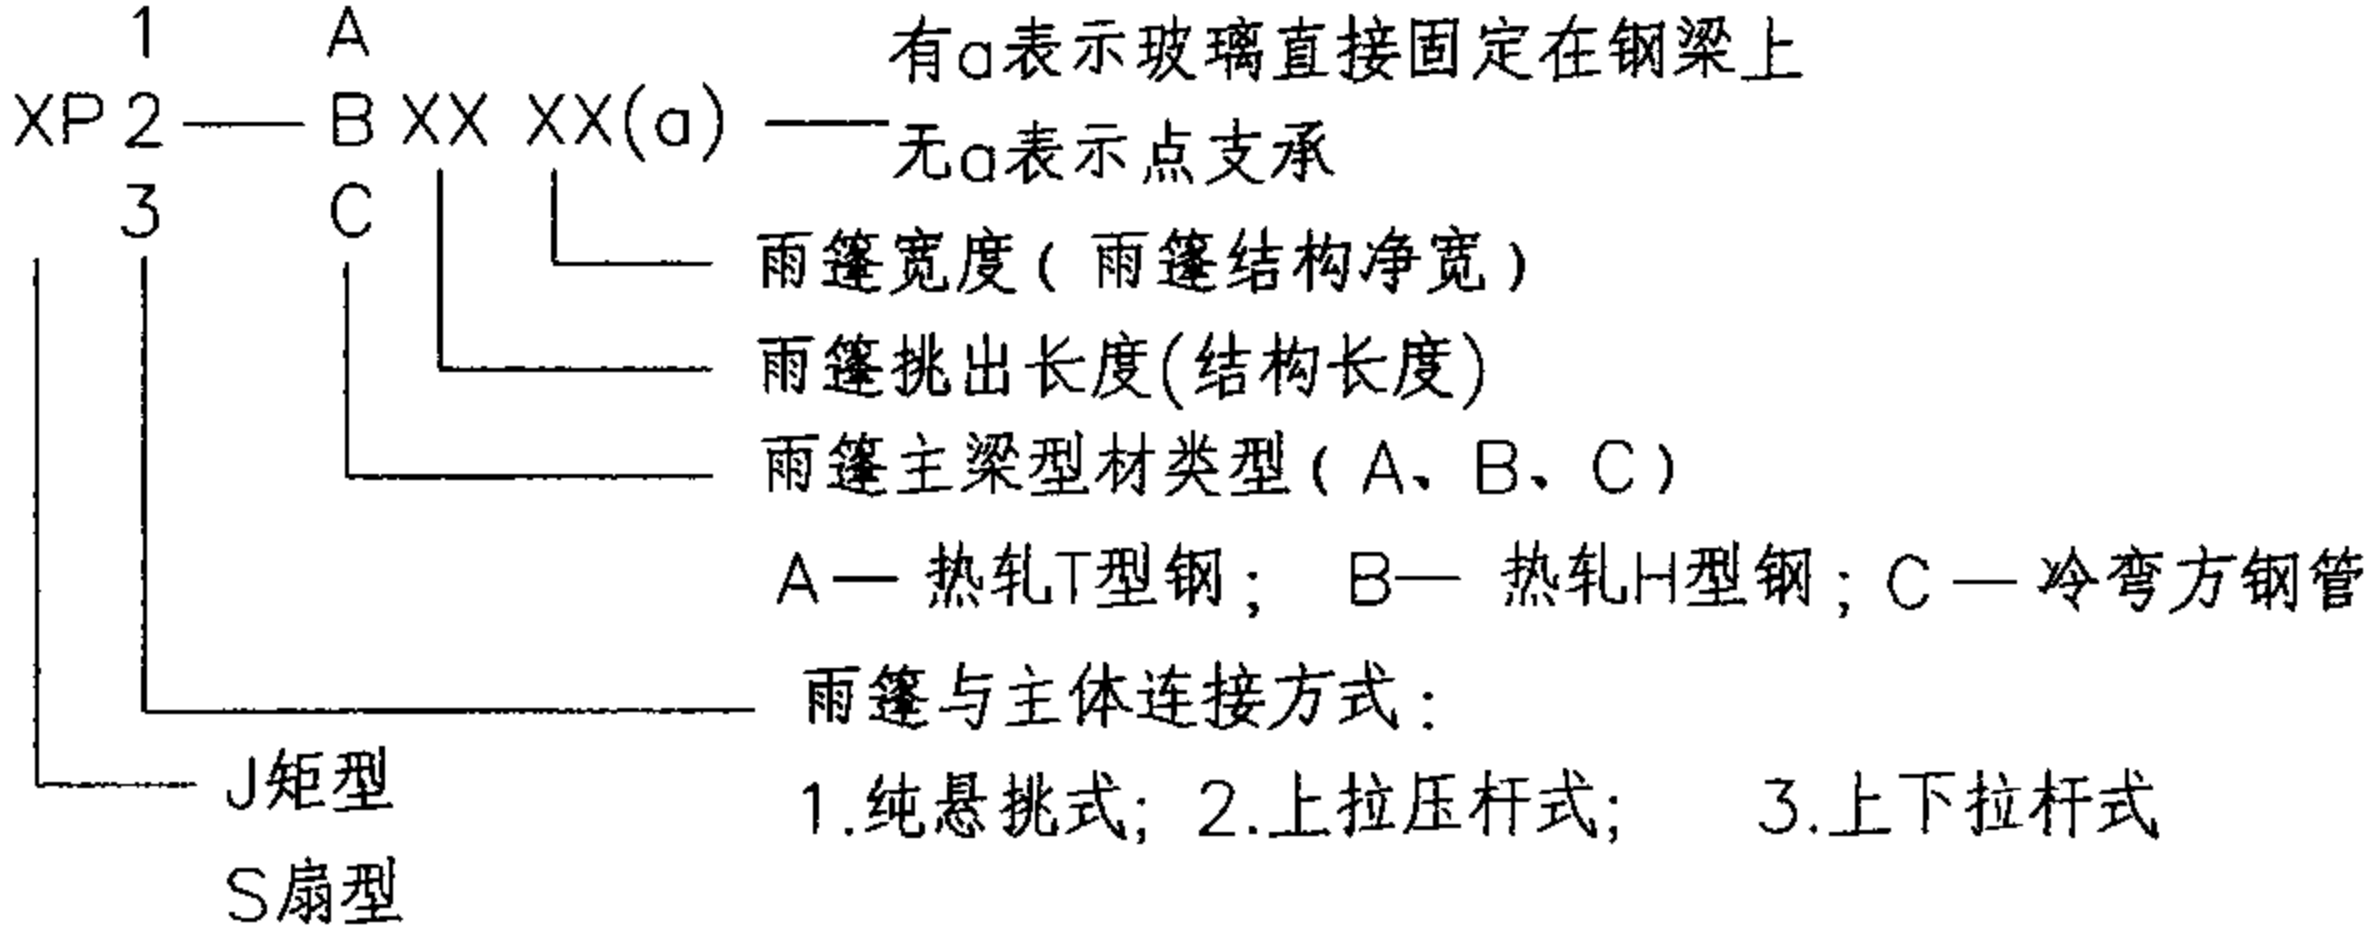 1 A
有a表示玻璃直接固定在钢梁上
XP 2 — B XX XX(a) —
无a表示点支承
3 C
雨篷宽度( 雨篷结构净宽)
雨篷挑出长度(结构长度)
雨篷主梁型材类型( A、B、C)
A— 热轧T型钢; B— 热轧H型钢; C—冷弯方钢管
雨篷与主体连接方式:
J矩型
1.纯悬挑式; 2.上拉压杆式; 3.上下拉杆式
S扇型